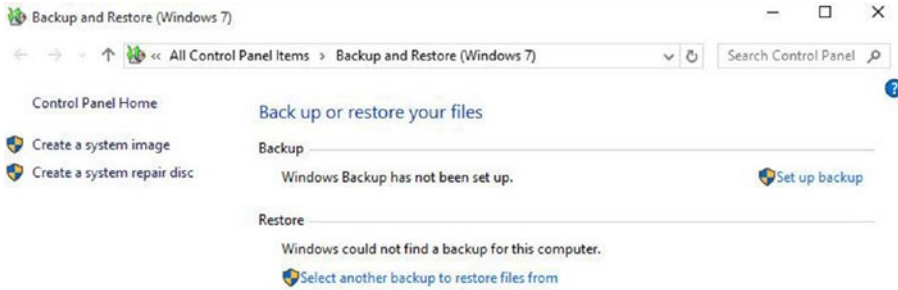 Backup and Restore (Windows 7)
« All Control Panel Items > Backup and Restore (Windows 7)
Search Control Panel
Control Panel Home
Create a system image
Create a system repair disc
Back up or restore your files
Backup
Windows Backup has not been set up.
Set up backup
Restore
Windows could not find a backup for this computer.
Select another backup to restore files from
?